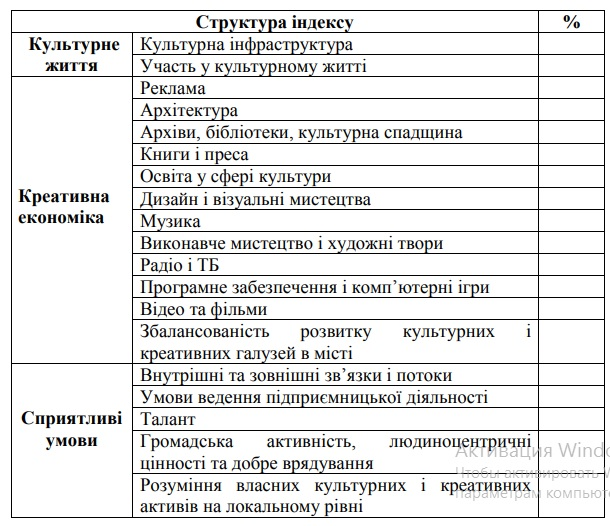 Структура індексу %
Культурне життя
Культурна інфраструктура
Участь у культурному житті
Креативна економіка
Реклама
Архітектура
Архіви, бібліотеки, культурна спадщина
Книги і преса
Освіта у сфері культури
Дизайн і візуальні мистецтва
Музика
Виконавче мистецтво і художні твори
Радіо і ТБ
Програмне забезпечення і комп’ютерні ігри
Відео та фільми
Збалансованість розвитку культурних і
креативних галузей в місті
Сприятливі умови
Внутрішні та зовнішні зв’язки і потоки
Умови ведення підприємницької діяльності
Талант
Громадська активність, людиноцентричні
цінності та добре врядування
Розуміння власних культурних і креативних
активів на локальному рівні
Активация Windo
Чтобы активировать W
параметрам компьют